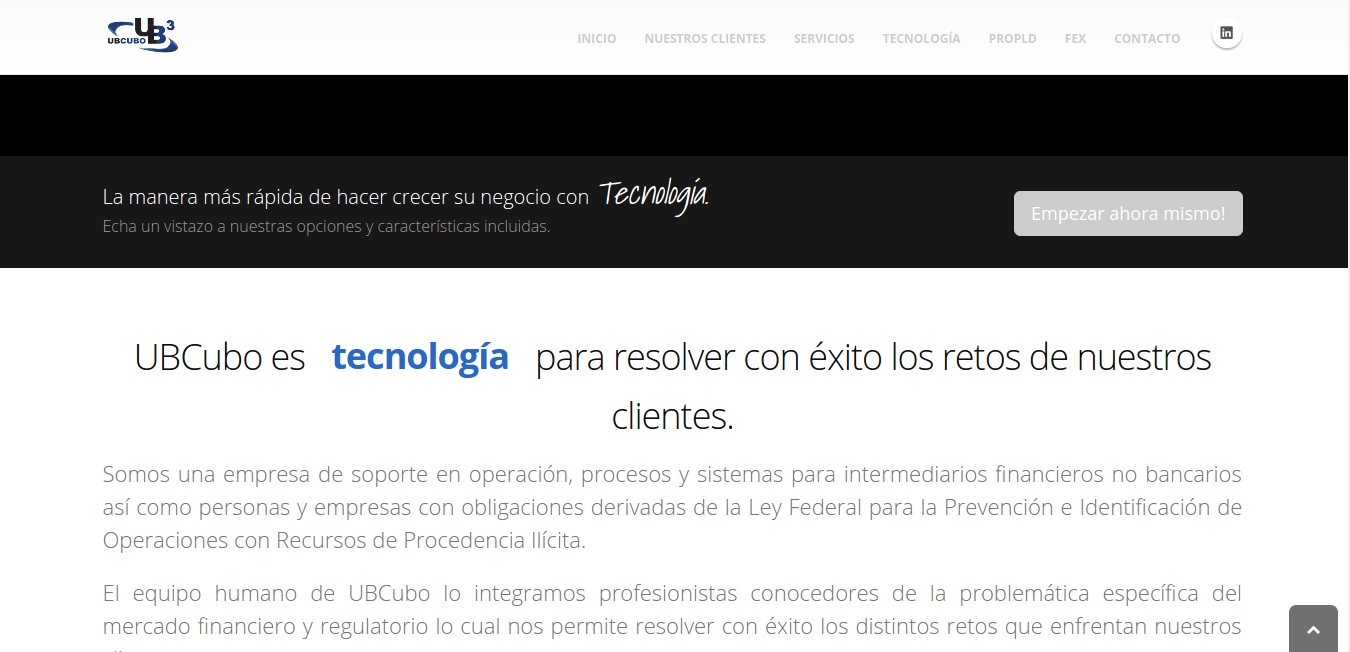 UBCUBO UB3
INICIO NUESTROS CLIENTES SERVICIOS TECNOLOGÍA PROPLD FEX CONTACTO in
La manera más rápida de hacer crecer su negocio con Tecnología.
Echa un vistazo a nuestras opciones y características incluidas.
Empezar ahora mismo!
UBCubo es tecnología para resolver con éxito los retos de nuestros
clientes.
Somos una empresa de soporte en operación, procesos y sistemas para intermediarios financieros no bancarios
así como personas y empresas con obligaciones derivadas de la Ley Federal para la Prevención e Identificación de
Operaciones con Recursos de Procedencia Ilícita.
El equipo humano de UBCubo lo integramos profesionistas conocedores de la problemática específica del
mercado financiero y regulatorio lo cual nos permite resolver con éxito los distintos retos que enfrentan nuestros